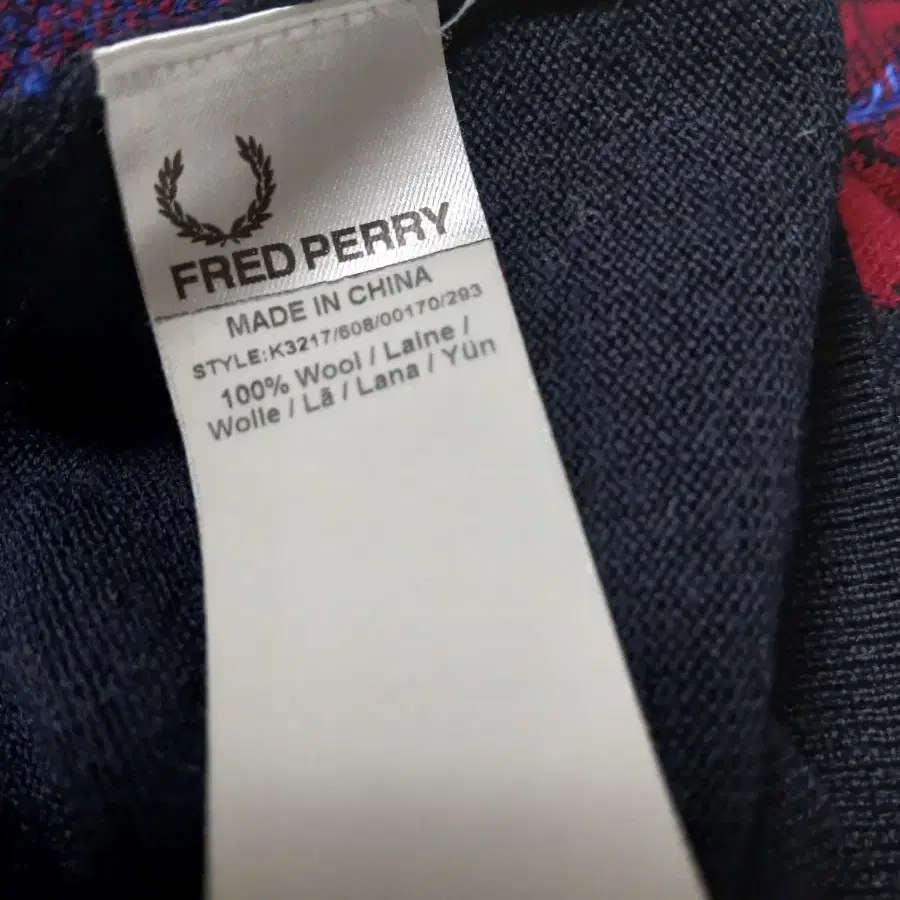 FRED PERRY
MADE IN CHINA
STYLE:K3217/608/00170/293
100% Wool / Laine /
Wolle / Lã / Lana / Yün